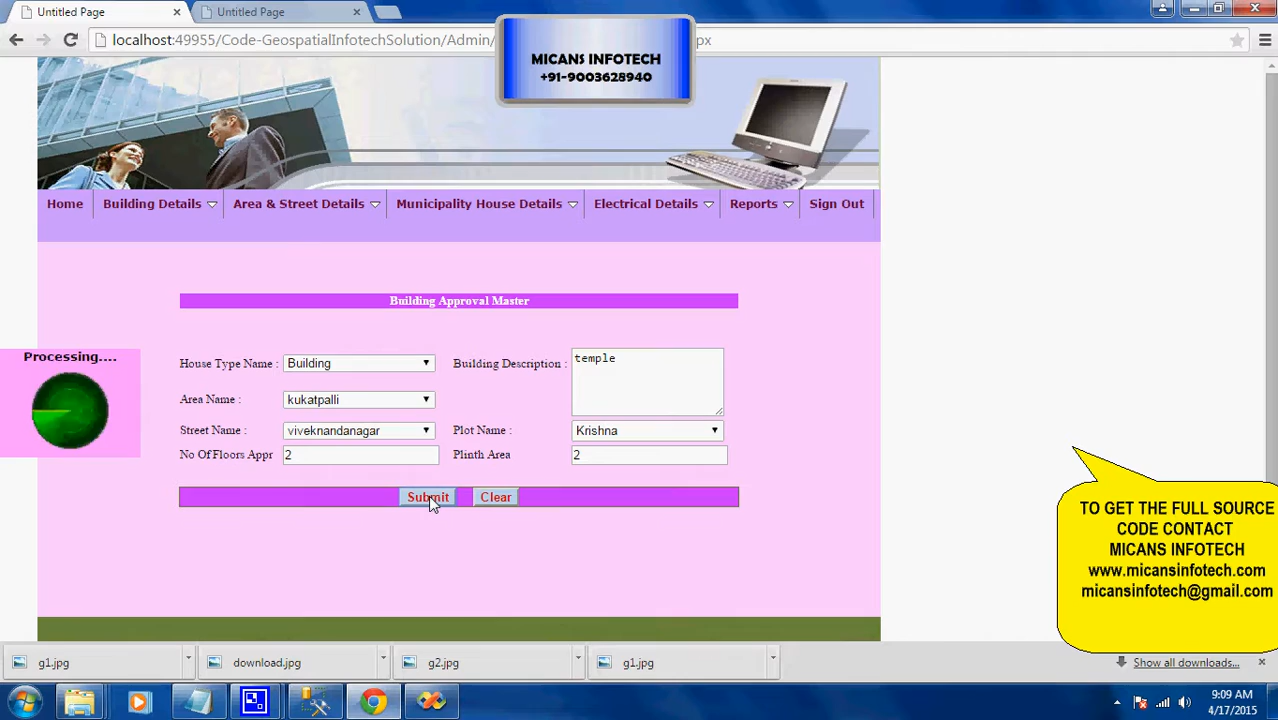 Untitled Page
Untitled Page
localhost:49955/Code-GeospatialInfotechSolution/Admin/
px
MICANS INFOTECH
+91-9003628940
Home
Building Details
Area & Street Details
Municipality House Details
Electrical Details
Reports
Sign Out
Building Approval Master
Processing....
House Type Name :
Building
Building Description :
temple
Area Name :
kukatpalli
Street Name :
viveknandanagar
Plot Name :
Krishna
No Of Floors Appr
2
Plinth Area
2
Submit
Clear
TO GET THE FULL SOURCE
CODE CONTACT
MICANS INFOTECH
www.micansinfotech.com
micansinfotech@gmail.com
g1.jpg
download.jpg
g2.jpg
g1.jpg
Show all downloads...
9:09 AM
4/17/2015